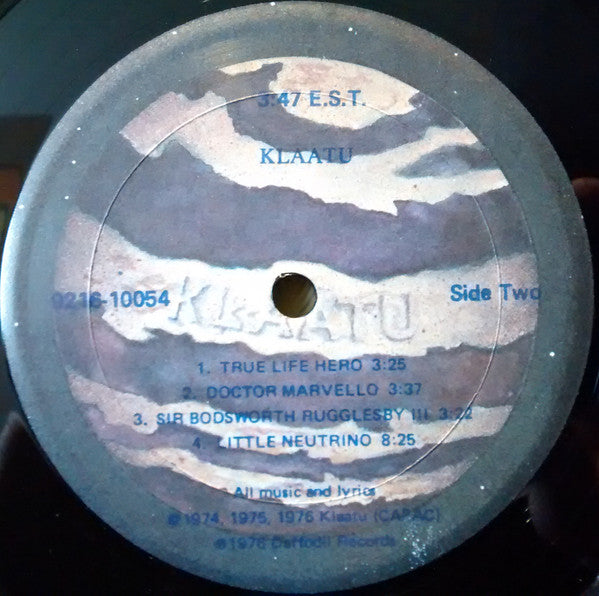 3:47 E.S.T.
KLAATU
9216-10054
KLAATU
Side Two
1. TRUE LIFE HERO 3:25
2. DOCTOR MARVELLO 3:37
3. SIR BODSWORTH RUGGLESBY III 3:22
4. LITTLE NEUTRINO 8:25
All music and lyrics
©1974, 1975, 1976 Klaatu (CAPAC)
℗1976 Daffodil Records